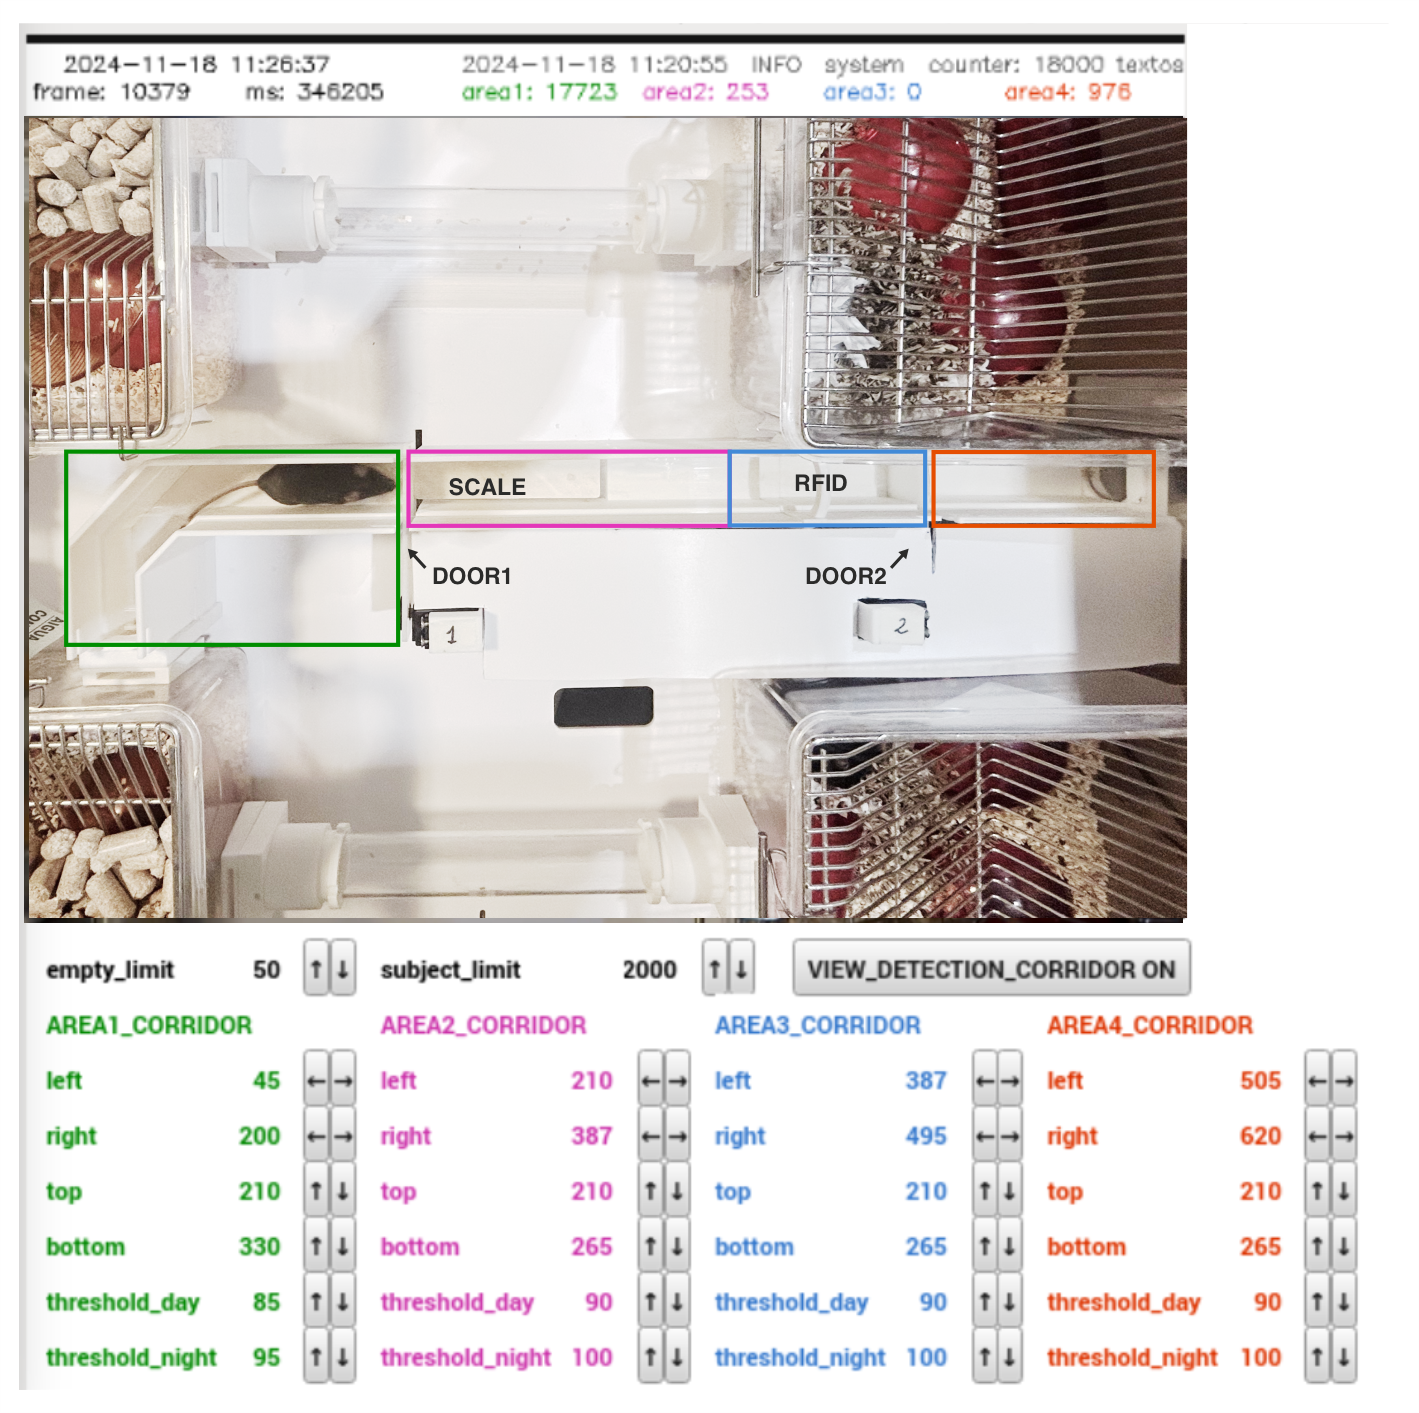 2024-11-18 11:26:37 2024-11-18 11:20:55 INFO system counter: 18000 textos
frame: 10379 ms: 346205 area1: 17723 area2: 253 area3: 0 area4: 976
SCALE RFID
DOOR1 DOOR2
AIGUA
1 2
empty_limit 50 ↑ ↓ subject_limit 2000 ↑ ↓ VIEW_DETECTION_CORRIDOR ON
AREA1_CORRIDOR AREA2_CORRIDOR AREA3_CORRIDOR AREA4_CORRIDOR
left 45 ← → left 210 ← → left 387 ← → left 505 ← →
right 200 ← → right 387 ← → right 495 ← → right 620 ← →
top 210 ↑ ↓ top 210 ↑ ↓ top 210 ↑ ↓ top 210 ↑ ↓
bottom 330 ↑ ↓ bottom 265 ↑ ↓ bottom 265 ↑ ↓ bottom 265 ↑ ↓
threshold_day 85 ↑ ↓ threshold_day 90 ↑ ↓ threshold_day 90 ↑ ↓ threshold_day 90 ↑ ↓
threshold_night 95 ↑ ↓ threshold_night 100 ↑ ↓ threshold_night 100 ↑ ↓ threshold_night 100 ↑ ↓